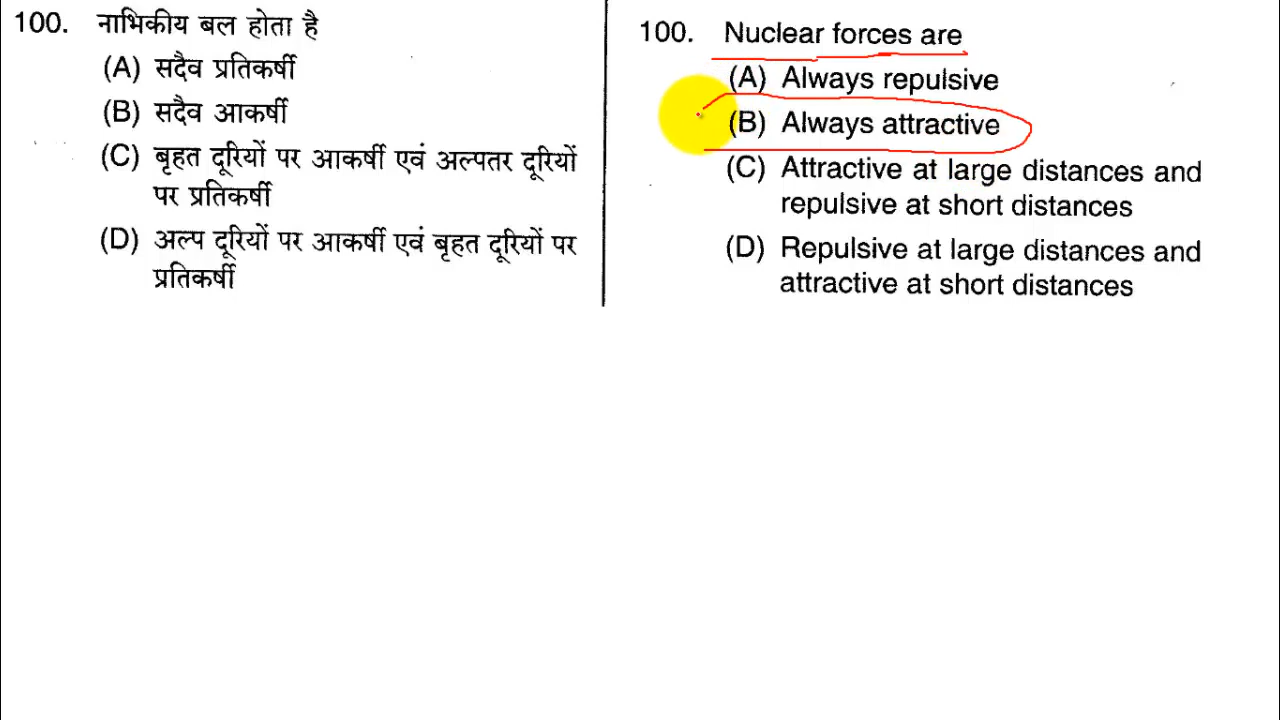 100. नाभिकीय बल होता है
(A) सदैव प्रतिकर्षी
(B) सदैव आकर्षी
(C) बृहत दूरियों पर आकर्षी एवं अल्पतर दूरियों
पर प्रतिकर्षी
(D) अल्प दूरियों पर आकर्षी एवं बृहत दूरियों पर
प्रतिकर्षी
100. Nuclear forces are
(A) Always repulsive
(B) Always attractive
(C) Attractive at large distances and
repulsive at short distances
(D) Repulsive at large distances and
attractive at short distances